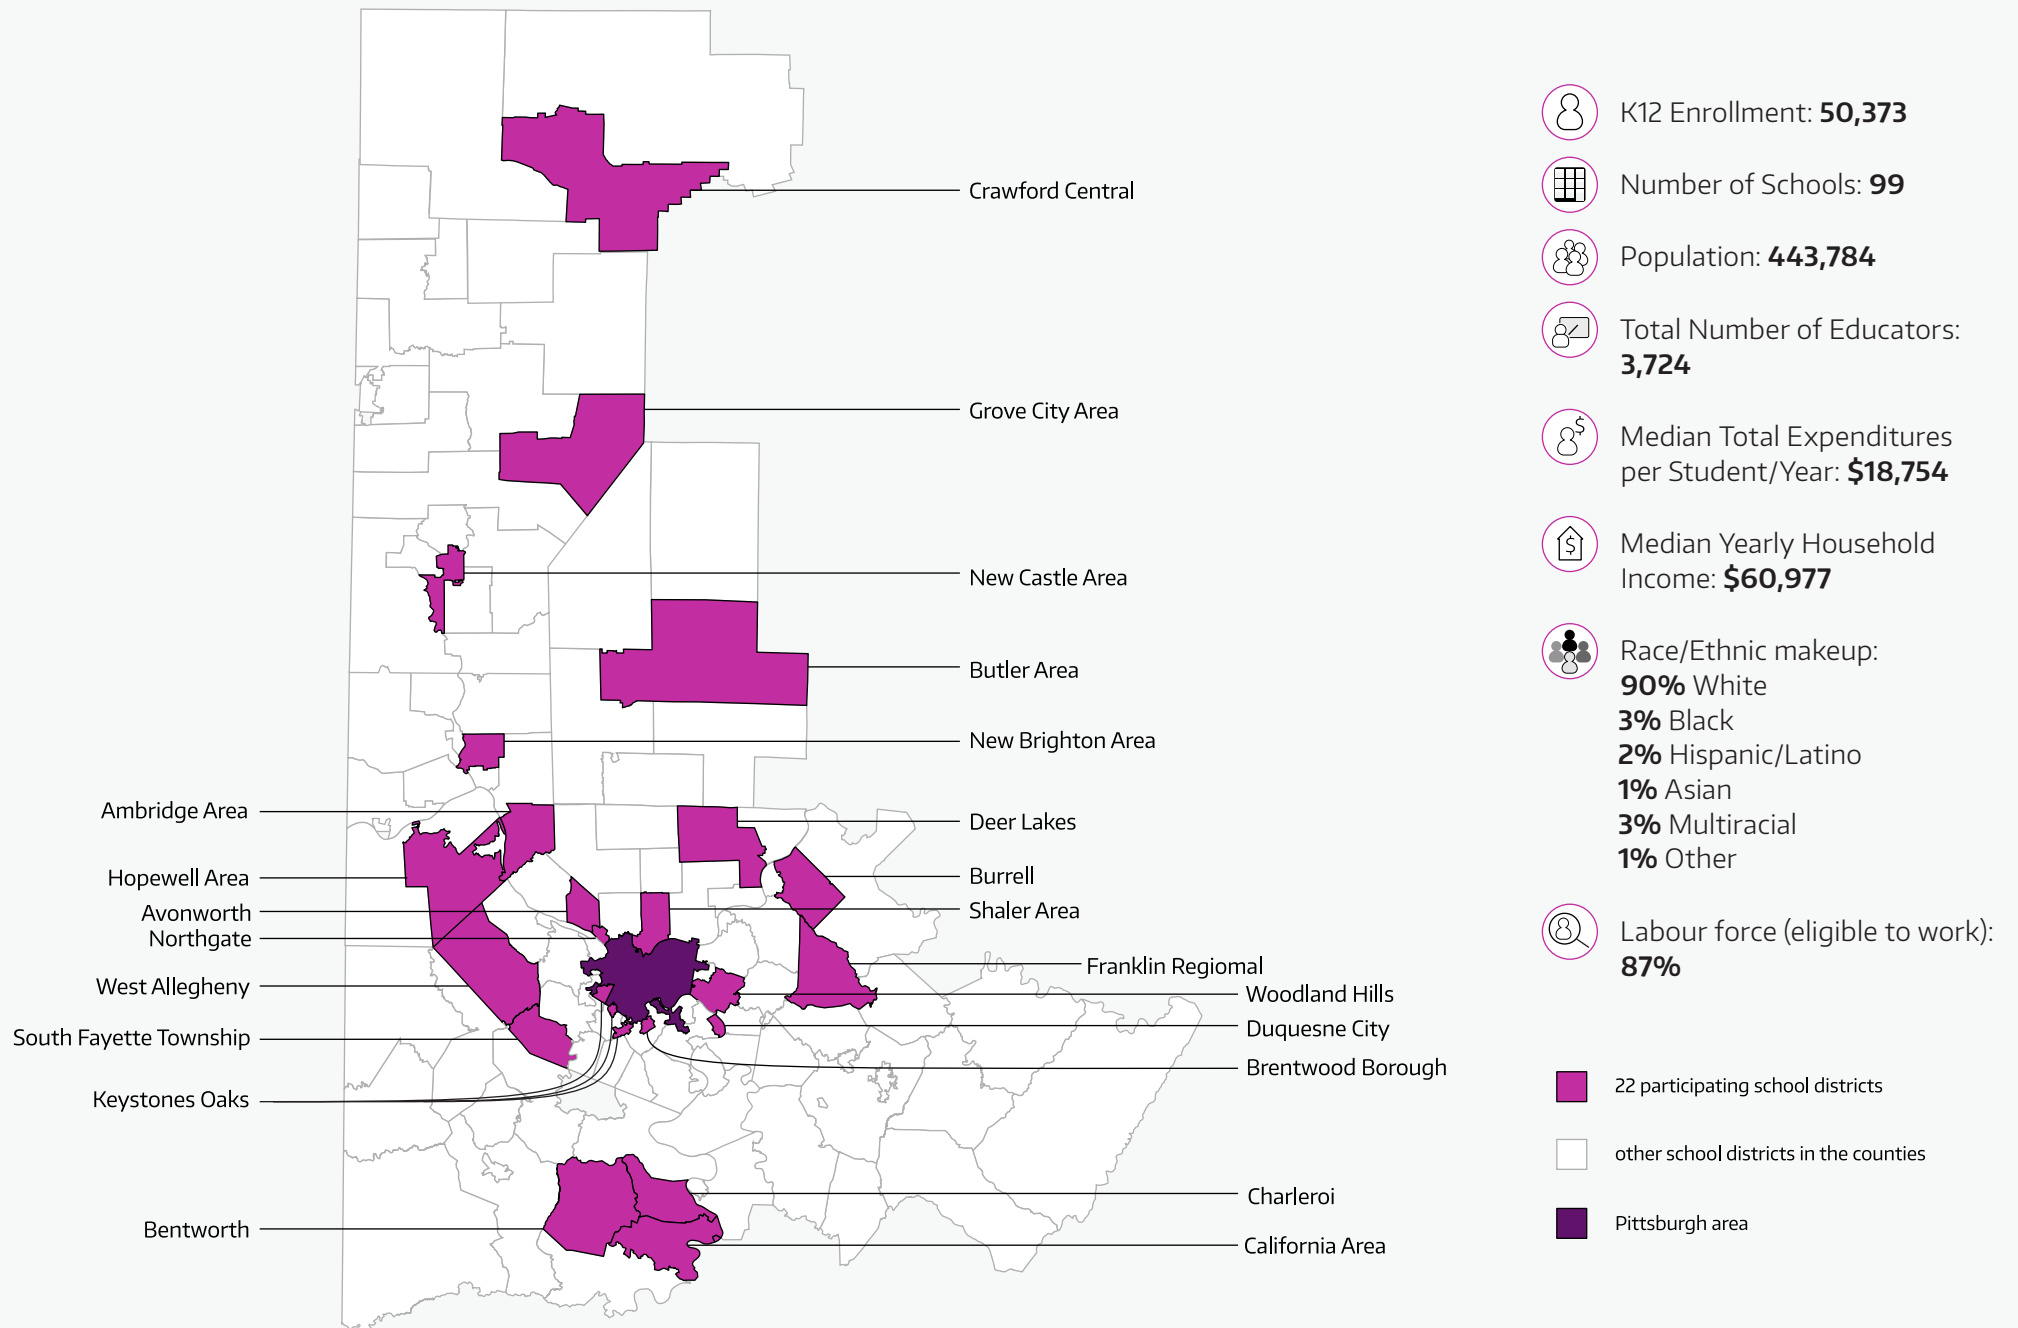 Crawford Central
Grove City Area
New Castle Area
Butler Area
New Brighton Area
Ambridge Area
Deer Lakes
Hopewell Area
Burrell
Avonworth
Shaler Area
Northgate
Franklin Regiomal
West Allegheny
Woodland Hills
Duquesne City
South Fayette Township
Brentwood Borough
Keystones Oaks
Charleroi
Bentworth
California Area
K12 Enrollment: 50,373
Number of Schools: 99
Population: 443,784
Total Number of Educators:
3,724
Median Total Expenditures
per Student/Year: $18,754
Median Yearly Household
Income: $60,977
Race/Ethnic makeup:
90% White
3% Black
2% Hispanic/Latino
1% Asian
3% Multiracial
1% Other
Labour force (eligible to work):
87%
22 participating school districts
other school districts in the counties
Pittsburgh area